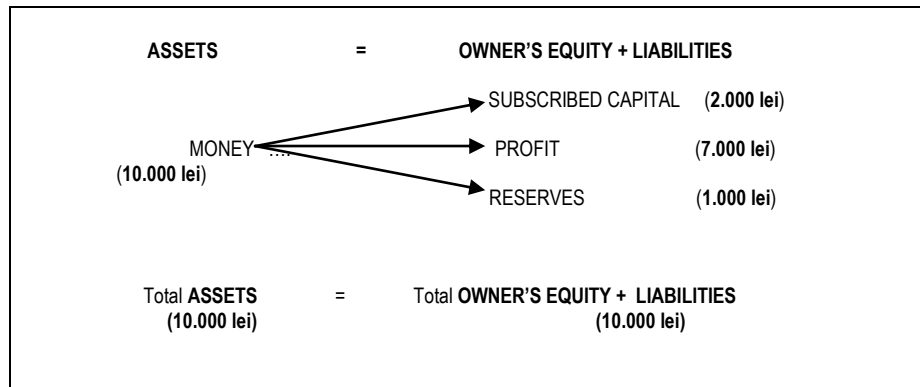 ASSETS = OWNER'S EQUITY + LIABILITIES
SUBSCRIBED CAPITAL (2.000 lei)
MONEY .... PROFIT (7.000 lei)
(10.000 lei)
RESERVES (1.000 lei)
Total ASSETS = Total OWNER'S EQUITY + LIABILITIES
(10.000 lei) (10.000 lei)